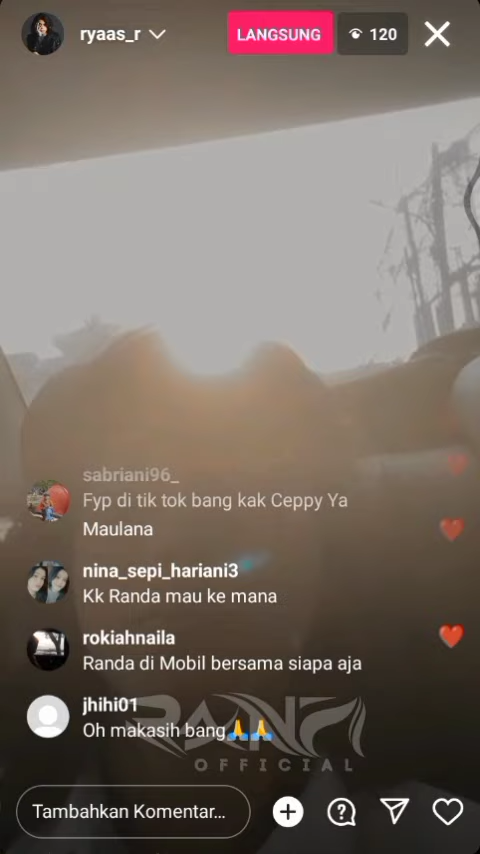 ryaas_r
LANGSUNG
120
sabriani96_
Fyp di tik tok bang kak Ceppy Ya
Maulana
nina_sepi_hariani3
Kk Randa mau ke mana
rokiahnaila
Randa di Mobil bersama siapa aja
jhihi01
Oh makasih bang🙏🙏
OFFICIAL
Tambahkan Komentar...